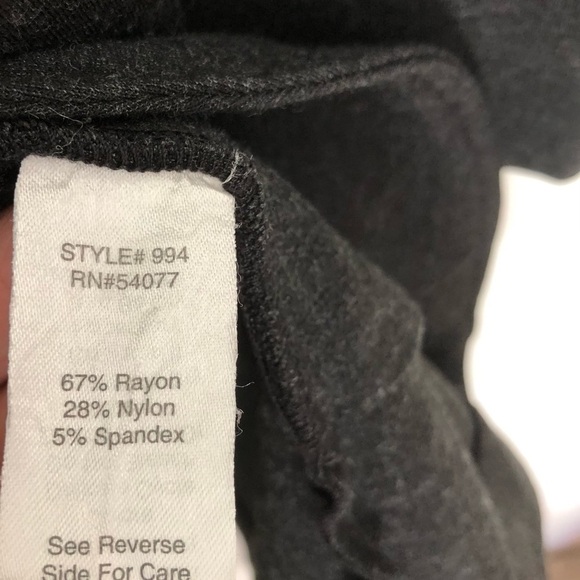 STYLE# 994
RN#54077
67% Rayon
28% Nylon
5% Spandex
See Reverse
Side For Care